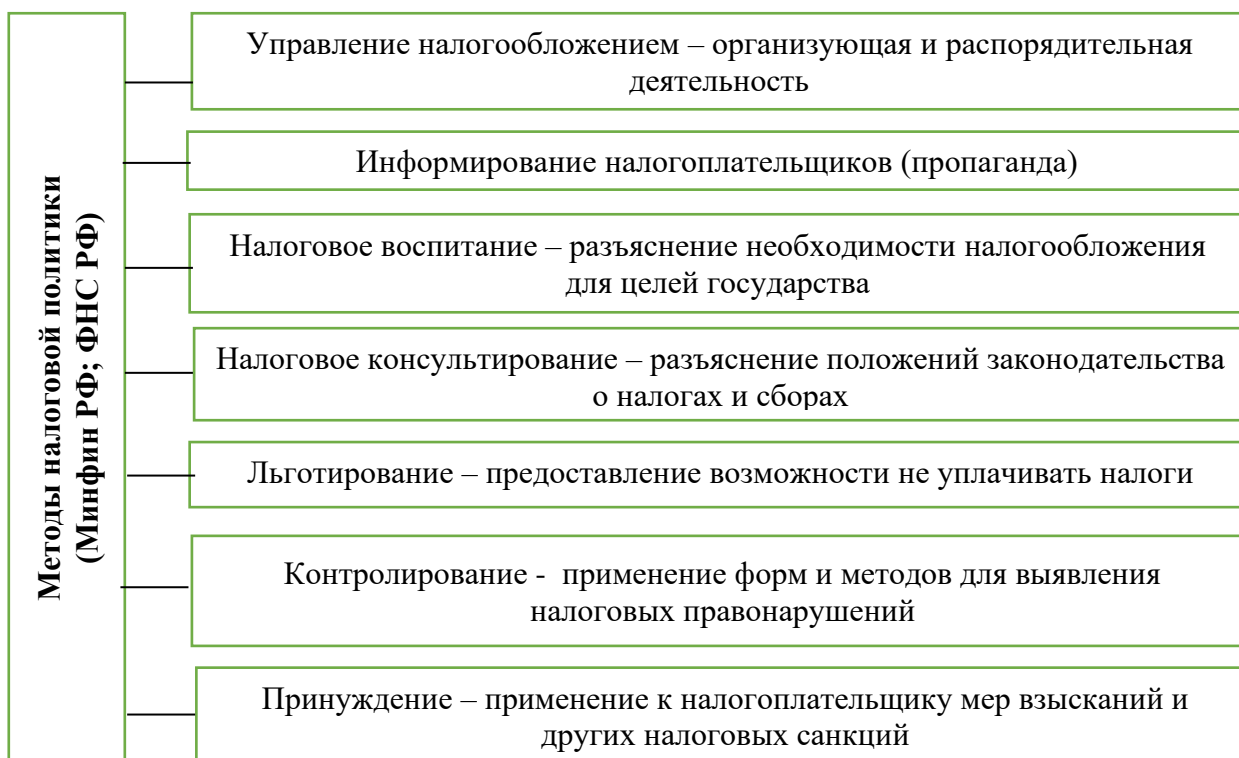 Методы налоговой политики
(Минфин РФ; ФНС РФ)
Управление налогообложением – организующая и распорядительная
деятельность
Информирование налогоплательщиков (пропаганда)
Налоговое воспитание – разъяснение необходимости налогообложения
для целей государства
Налоговое консультирование – разъяснение положений законодательства
о налогах и сборах
Льготирование – предоставление возможности не уплачивать налоги
Контролирование - применение форм и методов для выявления
налоговых правонарушений
Принуждение – применение к налогоплательщику мер взысканий и
других налоговых санкций